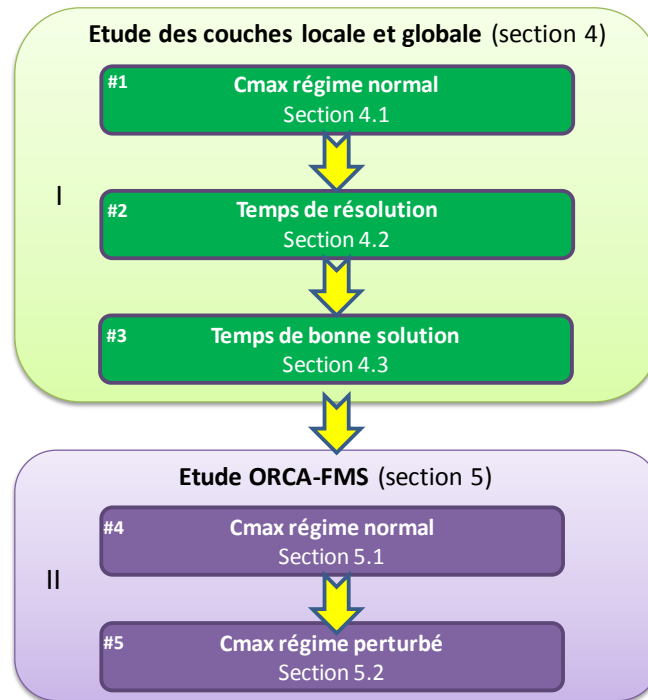 Etude des couches locale et globale (section 4)
#1 Cmax régime normal
Section 4.1
I
#2 Temps de résolution
Section 4.2
#3 Temps de bonne solution
Section 4.3
Etude ORCA-FMS (section 5)
#4 Cmax régime normal
Section 5.1
II
#5 Cmax régime perturbé
Section 5.2